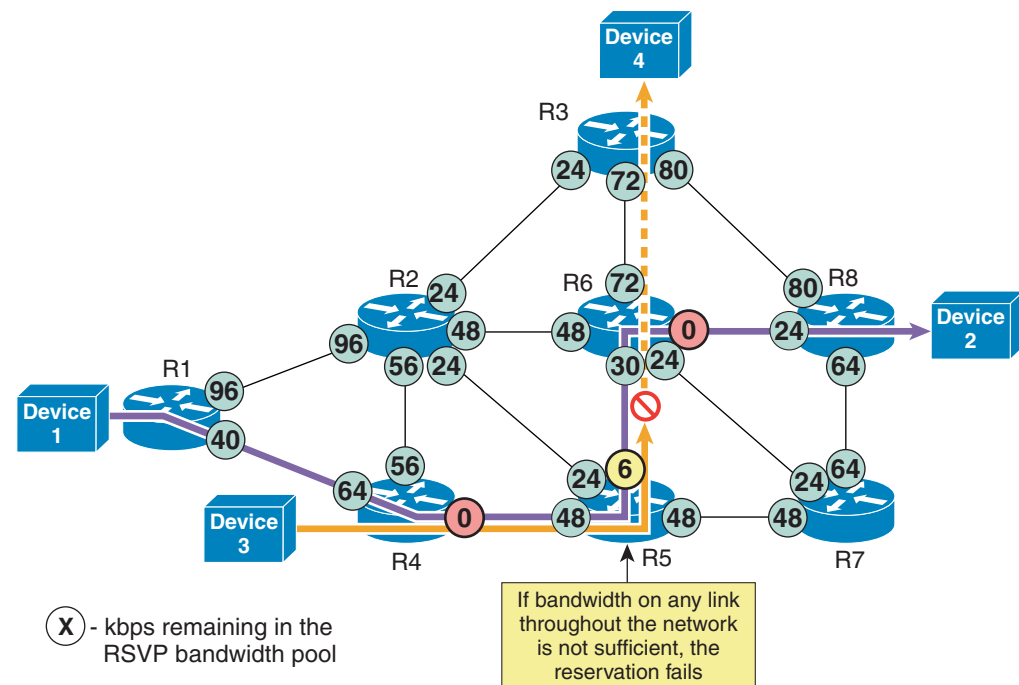 Device
4
R3
24
72
80
R2
R6
72
80
R8
24
48
48
0
24
Device
2
96
56
24
30
24
64
R1
96
Device
1
40
56
6
64
24
24
64
0
48
48
48
Device
3
R4
R5
R7
If bandwidth on any link
throughout the network
is not sufficient, the
reservation fails
X - kbps remaining in the
RSVP bandwidth pool